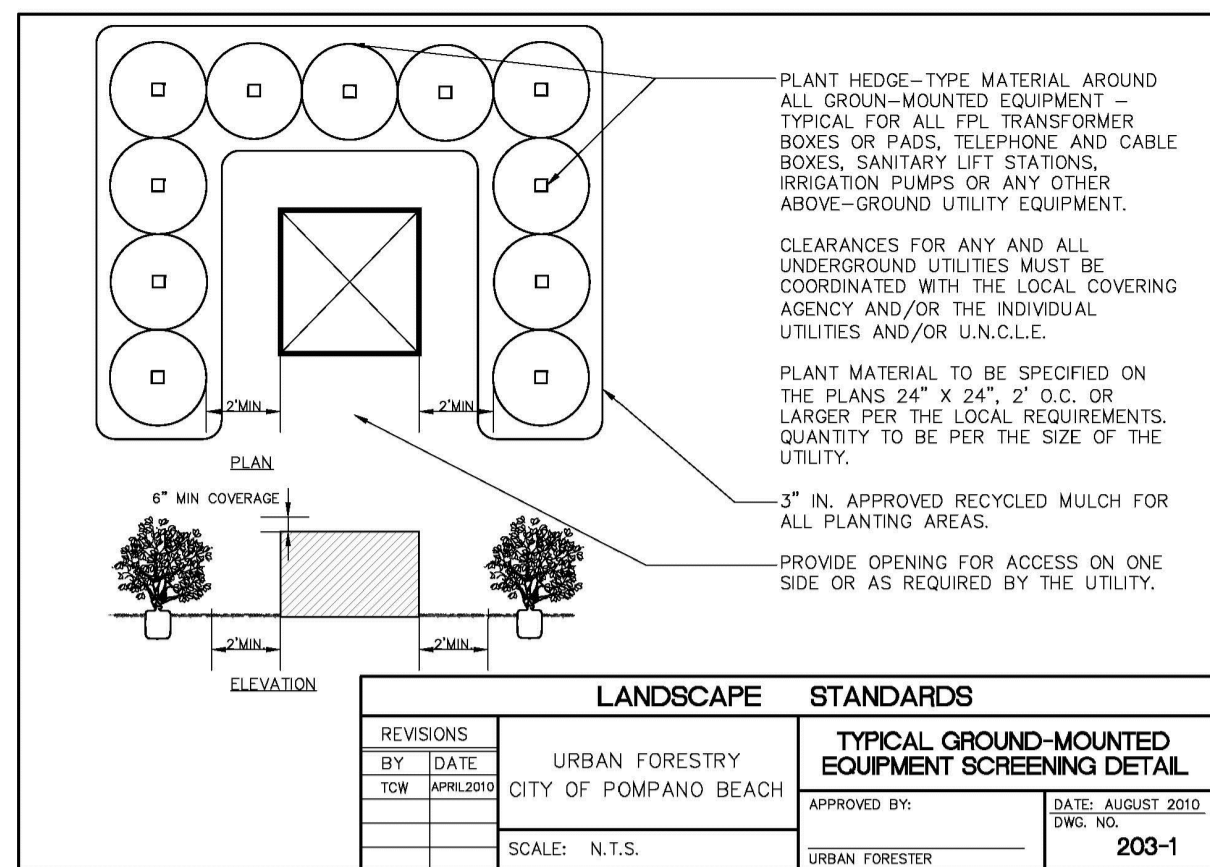 PLANT HEDGE-TYPE MATERIAL AROUND
ALL GROUN-MOUNTED EQUIPMENT –
TYPICAL FOR ALL FPL TRANSFORMER
BOXES OR PADS, TELEPHONE AND CABLE
BOXES, SANITARY LIFT STATIONS,
IRRIGATION PUMPS OR ANY OTHER
ABOVE-GROUND UTILITY EQUIPMENT.
CLEARANCES FOR ANY AND ALL
UNDERGROUND UTILITIES MUST BE
COORDINATED WITH THE LOCAL COVERING
AGENCY AND/OR THE INDIVIDUAL
UTILITIES AND/OR U.N.C.L.E.
PLANT MATERIAL TO BE SPECIFIED ON
THE PLANS 24" X 24", 2' O.C. OR
LARGER PER THE LOCAL REQUIREMENTS.
QUANTITY TO BE PER THE SIZE OF THE
UTILITY.
3" IN. APPROVED RECYCLED MULCH FOR
ALL PLANTING AREAS.
PROVIDE OPENING FOR ACCESS ON ONE
SIDE OR AS REQUIRED BY THE UTILITY.
2'MIN
2'MIN
PLAN
6" MIN COVERAGE
2'MIN.
2'MIN.
ELEVATION
LANDSCAPE STANDARDS
REVISIONS
BY DATE
TCW APRIL2010
URBAN FORESTRY
CITY OF POMPANO BEACH
SCALE: N.T.S.
TYPICAL GROUND-MOUNTED
EQUIPMENT SCREENING DETAIL
APPROVED BY:
URBAN FORESTER
DATE: AUGUST 2010
DWG. NO.
203-1